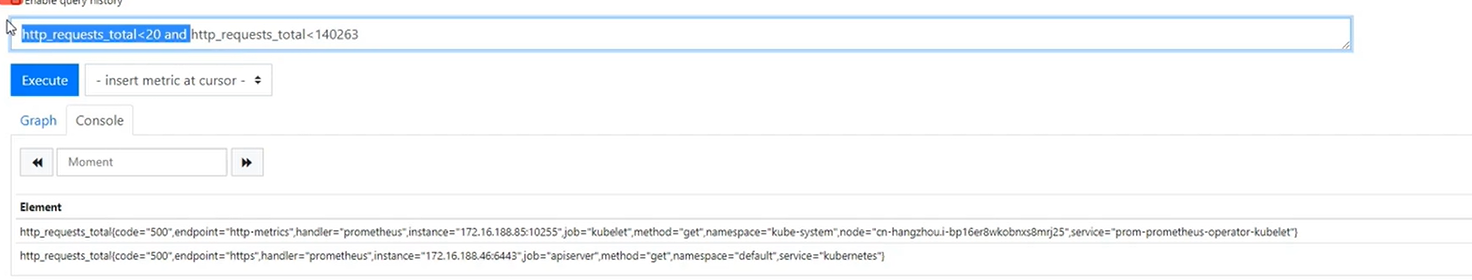 Enable query history
http_requests_total<20 and http_requests_total<140263
Execute
- insert metric at cursor -
Graph
Console
Moment
Element
http_requests_total{code="500",endpoint="http-metrics",handler="prometheus",instance="172.16.188.85:10255",job="kubelet",method="get",namespace="kube-system",node="cn-hangzhou.i-bp16er8wkobnxs8mrj25",service="prom-prometheus-operator-kubelet"}
http_requests_total{code="500",endpoint="https",handler="prometheus",instance="172.16.188.46:6443",job="apiserver",method="get",namespace="default",service="kubernetes"}